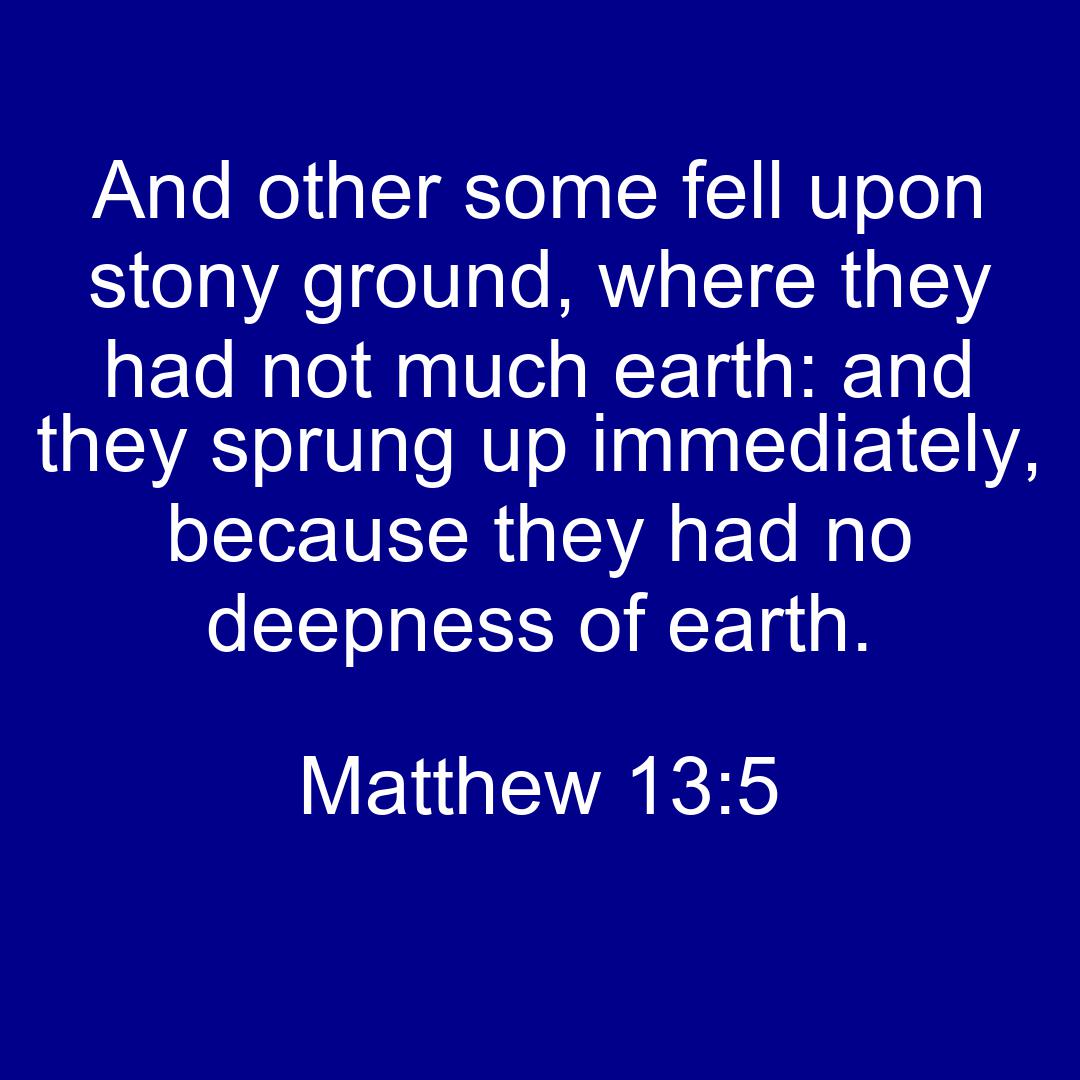 And other some fell upon
stony ground, where they
had not much earth: and
they sprung up immediately,
because they had no
deepness of earth.
Matthew 13:5